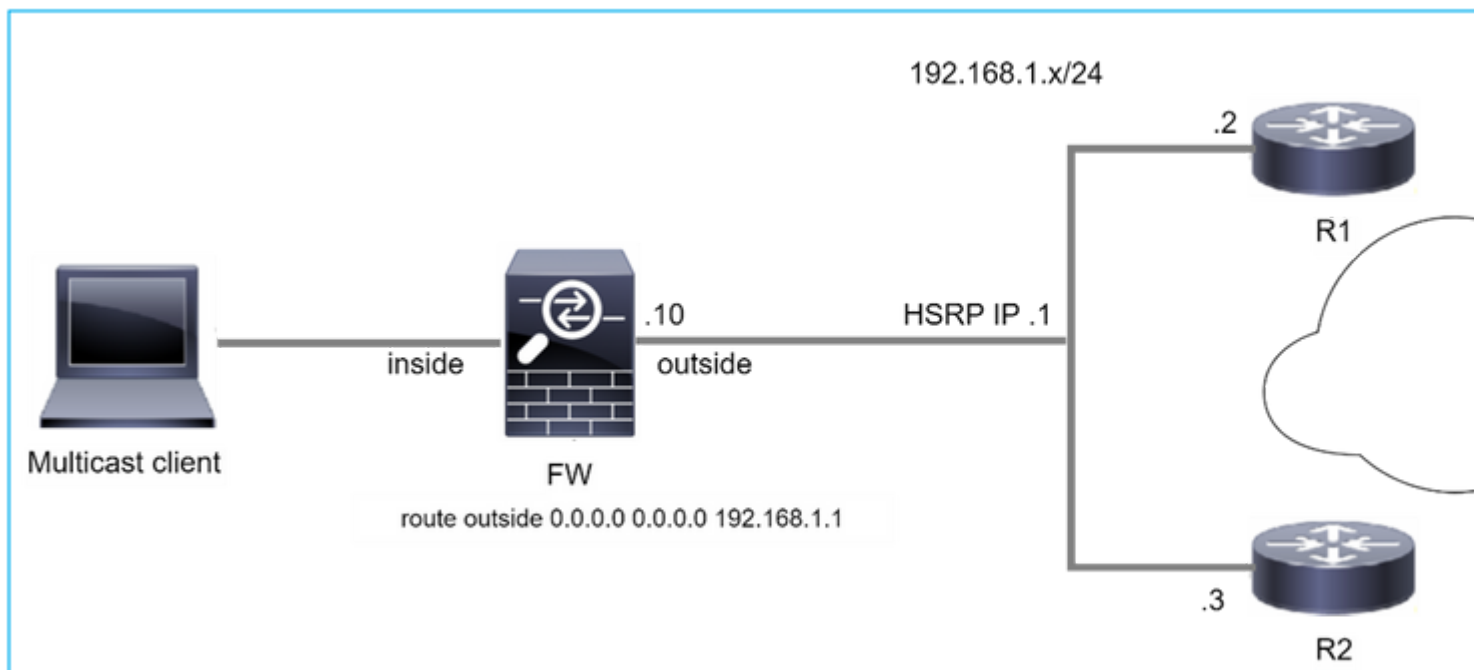 192.168.1.x/24
.2
R1
.10
HSRP IP .1
inside
outside
Multicast client
FW
route outside 0.0.0.0 0.0.0.0 192.168.1.1
.3
R2